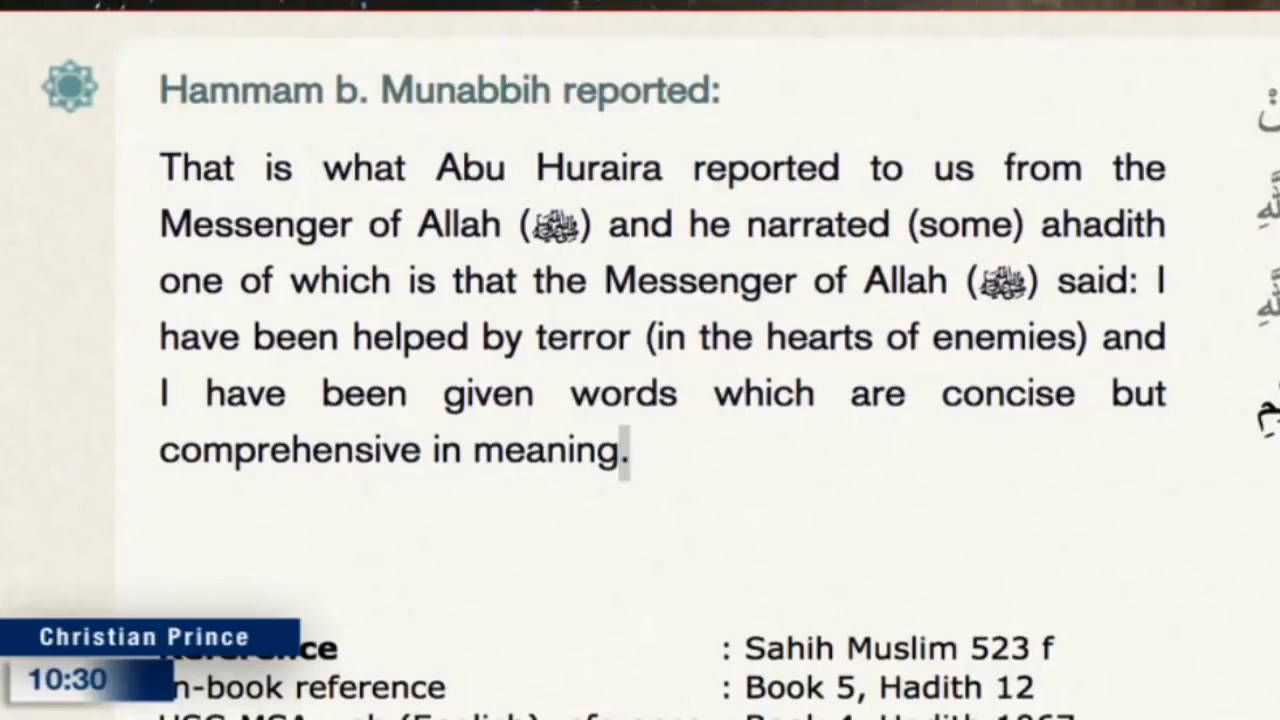 Hammam b. Munabbih reported:
That is what Abu Huraira reported to us from the
Messenger of Allah (ﷺ) and he narrated (some) ahadith
one of which is that the Messenger of Allah (ﷺ) said: I
have been helped by terror (in the hearts of enemies) and
I have been given words which are concise but
comprehensive in meaning.
Christian Prince
: Sahih Muslim 523 f
10:30
n-book reference : Book 5, Hadith 12